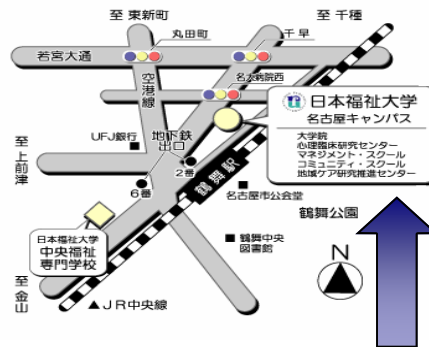 至 東新町
至 千種
丸田町
千早
若宮大通
空港線
名大病院西
日本福祉大学
名古屋キャンパス
大学院
心理臨床研究センター
マネジメント・スクール
コミュニティ・スクール
地域ケア研究推進センター
UFJ銀行
地下鉄
出口
至 上前津
2番
6番
鶴舞駅
名古屋市公会堂
鶴舞公園
日本福祉大学
中央福祉
専門学校
鶴舞中央
図書館
N
至 金山
JR中央線